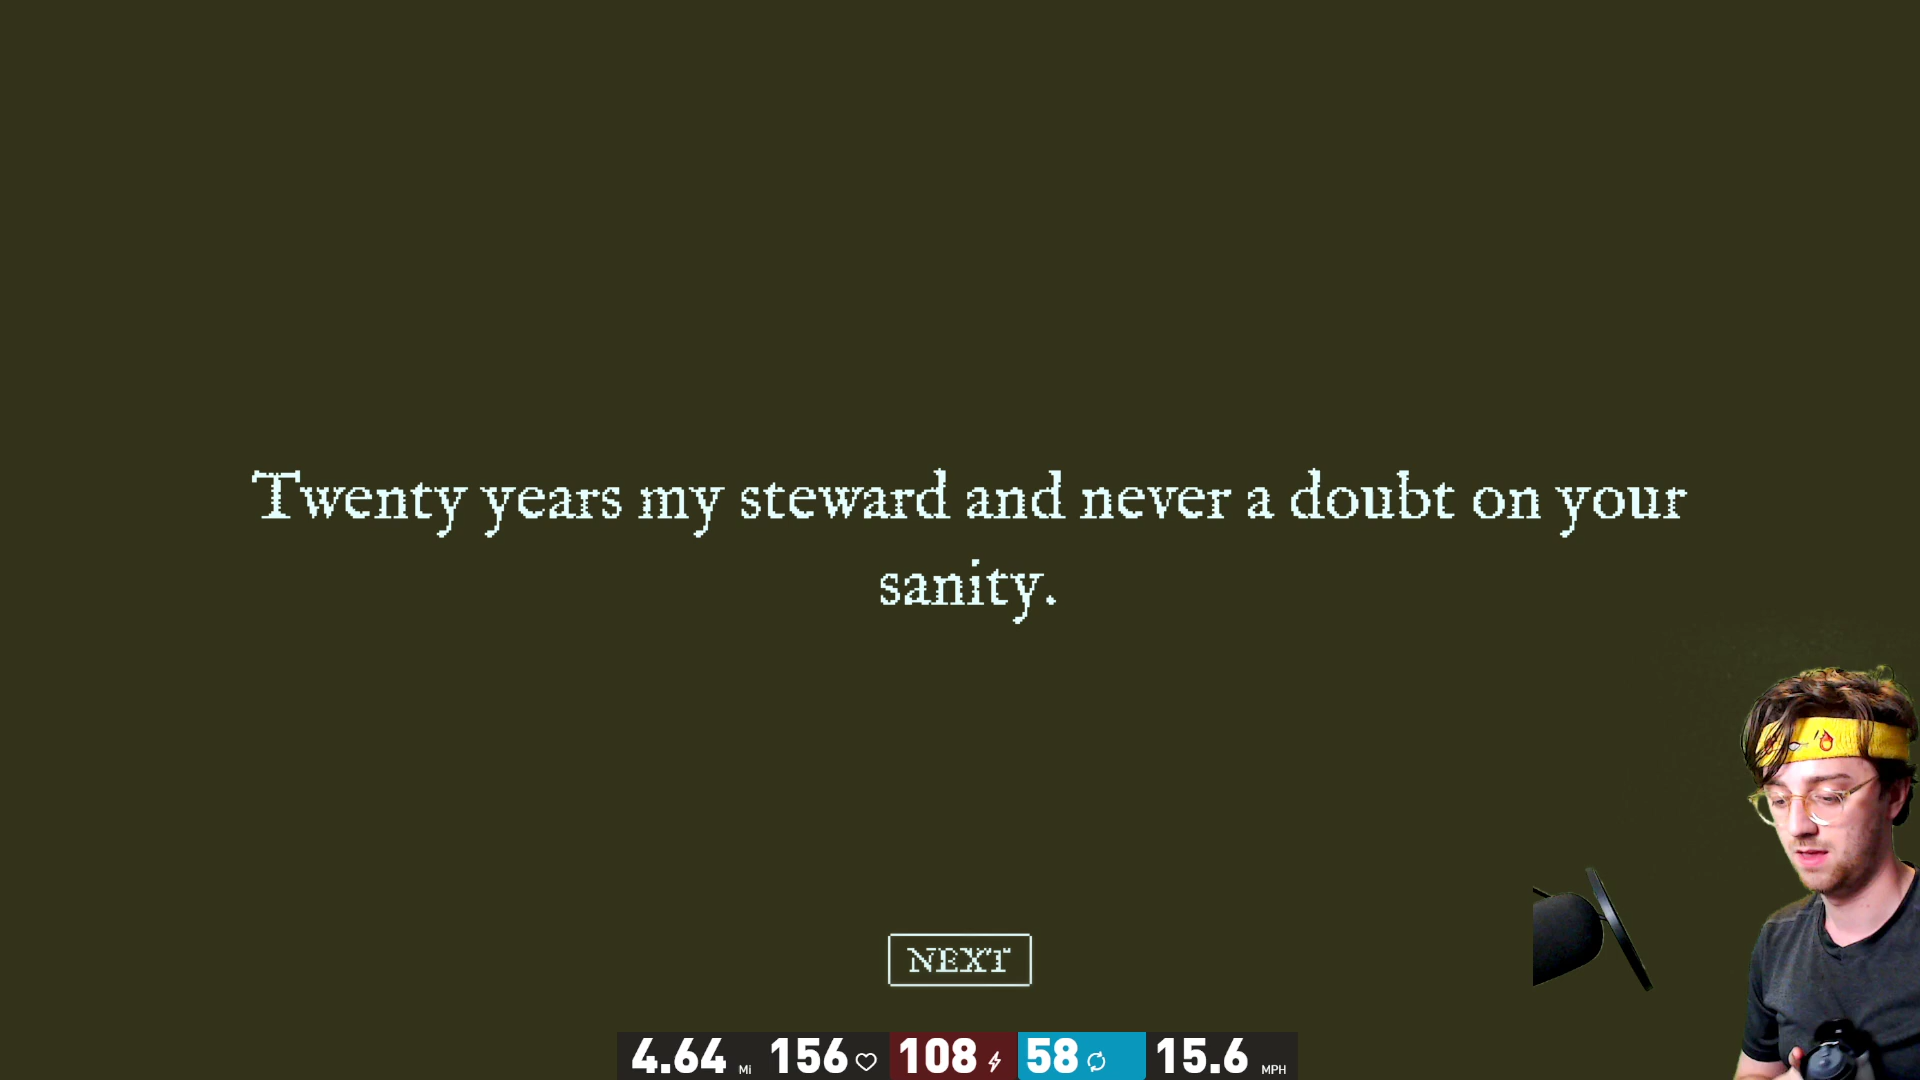 Twenty years my steward and never a doubt on your
sanity.
NEXT
4.64 Mi 156 108 58 15.6 MPH